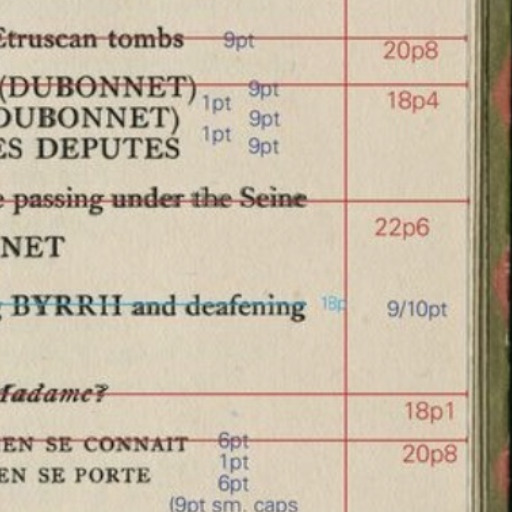 Etruscan tombs 9pt
20p8
(DUBONNET) 9pt
1pt
18p4
DUBONNET) 9pt
1pt
ES DEPUTES 9pt
e passing under the Seine
22p6
NET
g BYRRH and deafening 18p 9/10pt
Madame?
18p1
EN SE CONNAIT 6pt
1pt
20p8
EN SE PORTE 6pt
(9pt sm. caps